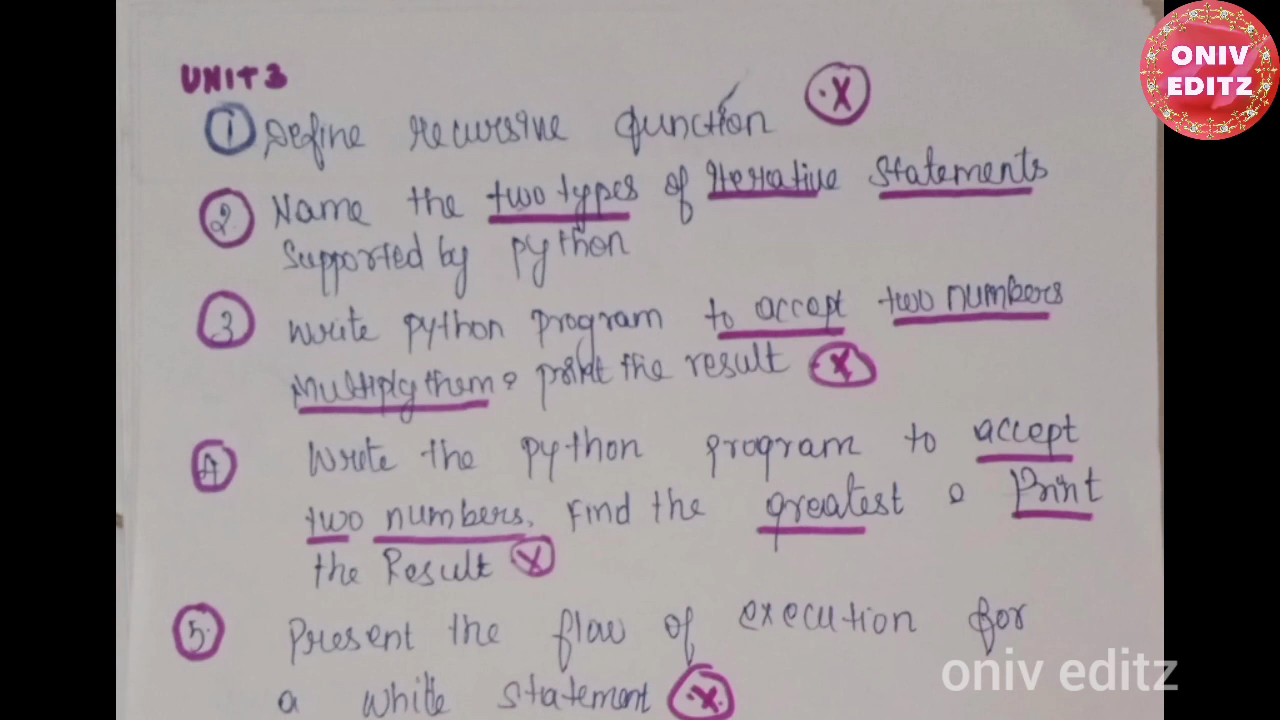 ONIV
EDITZ
UNIT 3
① Define recursive function X
2. Name the two types of iterative statements
supported by python
3 Write python program to accept two numbers
Multiply them & print the result X
4 Write the python program to accept
two numbers, Find the greatest & Print
the Result X
5. Present the flow of execution for
a while statement X
oniv editz